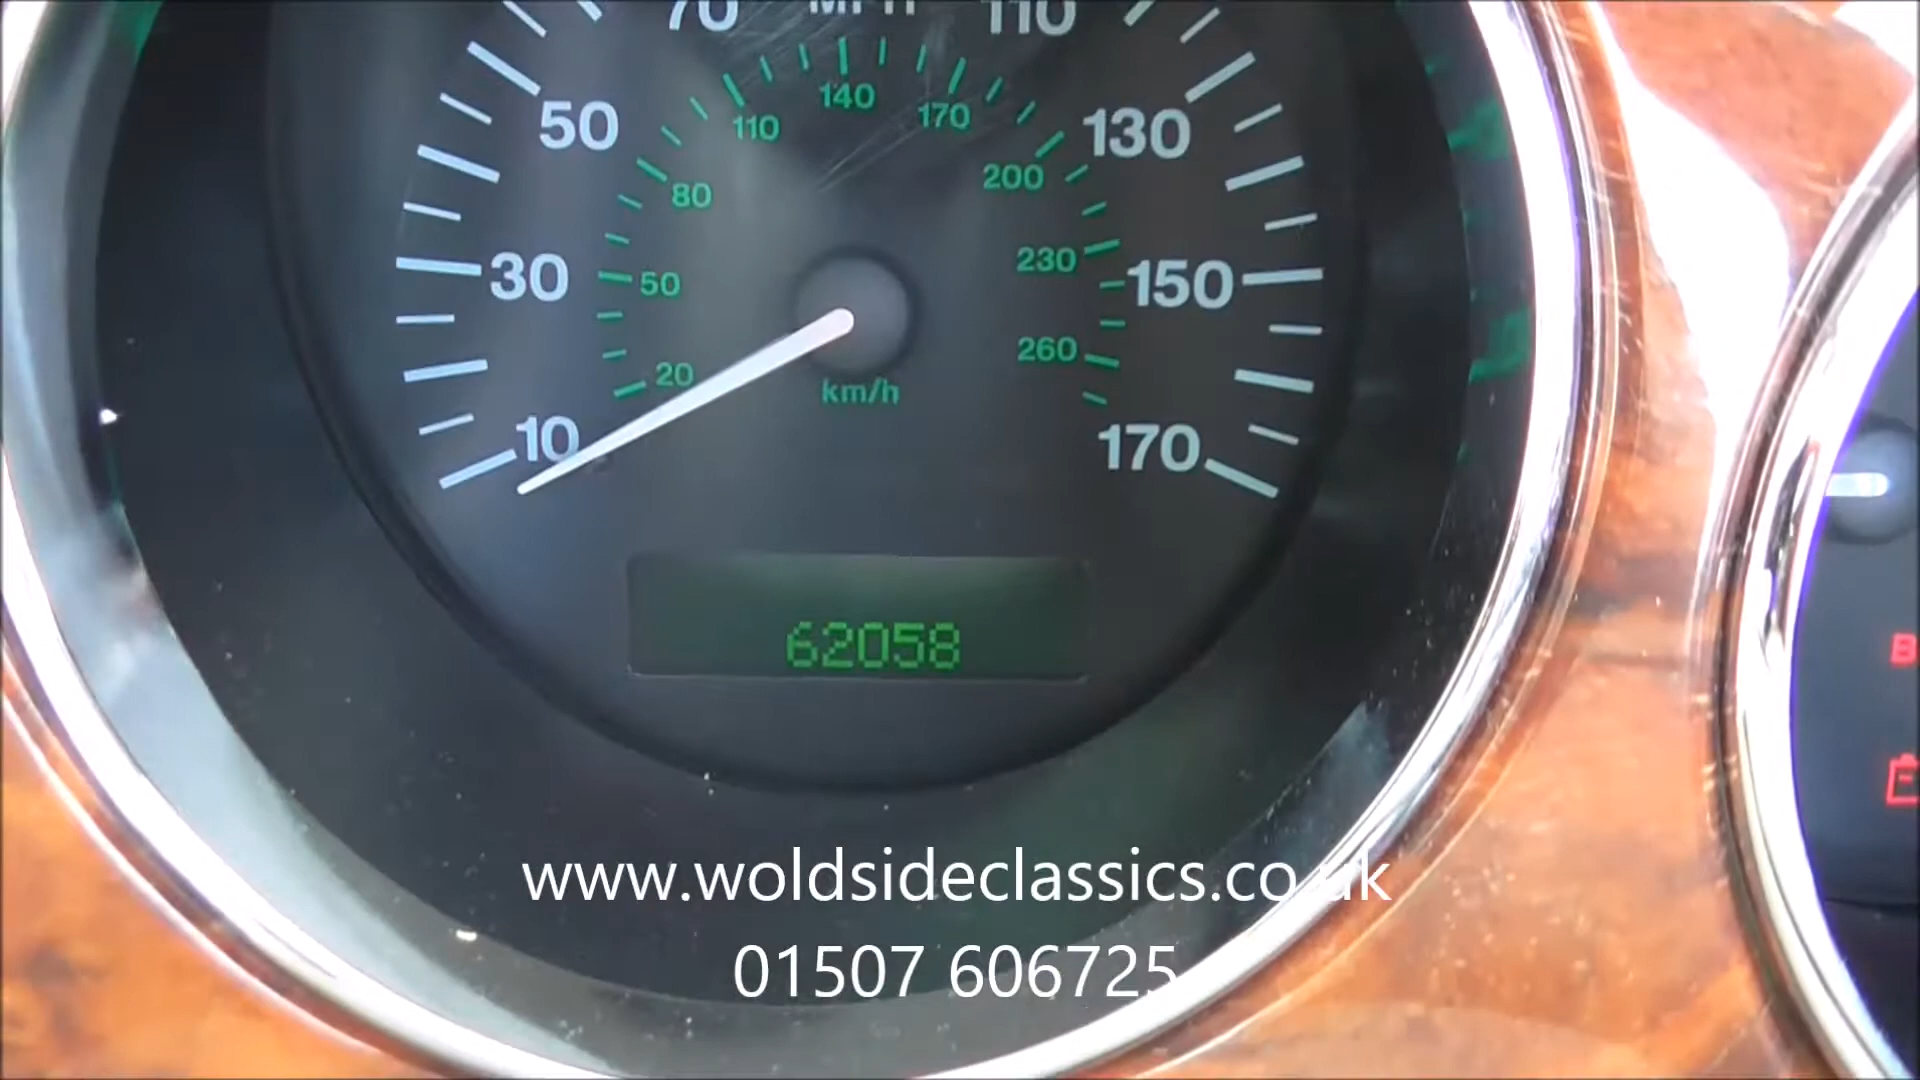 70 MPH 110
50 110 140 170 130
80 200
30 50 230 150
20 260
10 km/h 170
62058
www.woldsideclassics.co.uk
01507 606725